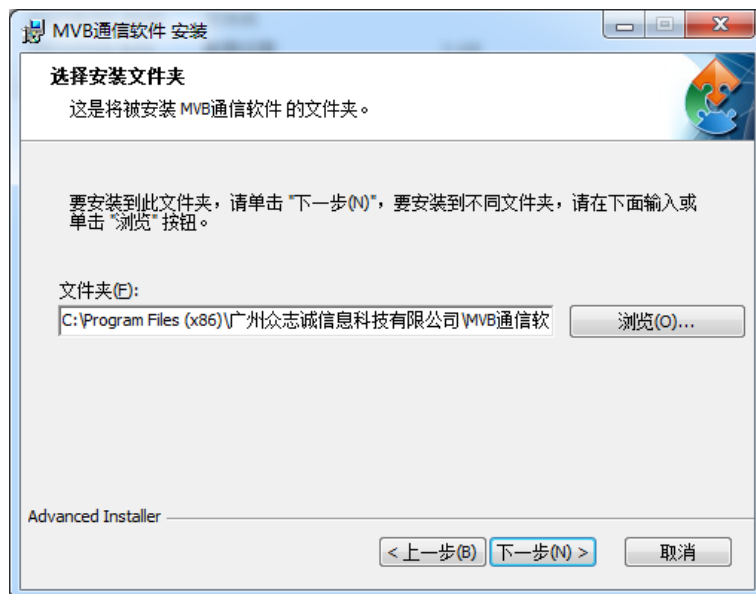 MVB通信软件 安装
选择安装文件夹
这是将被安装 MVB通信软件 的文件夹。
要安装到此文件夹，请单击 "下一步(N)"，要安装到不同文件夹，请在下面输入或
单击 "浏览" 按钮。
文件夹(F):
C:\Program Files (x86)\广州众志诚信息科技有限公司\MVB通信软
浏览(O)...
Advanced Installer
< 上一步(B)
下一步(N) >
取消